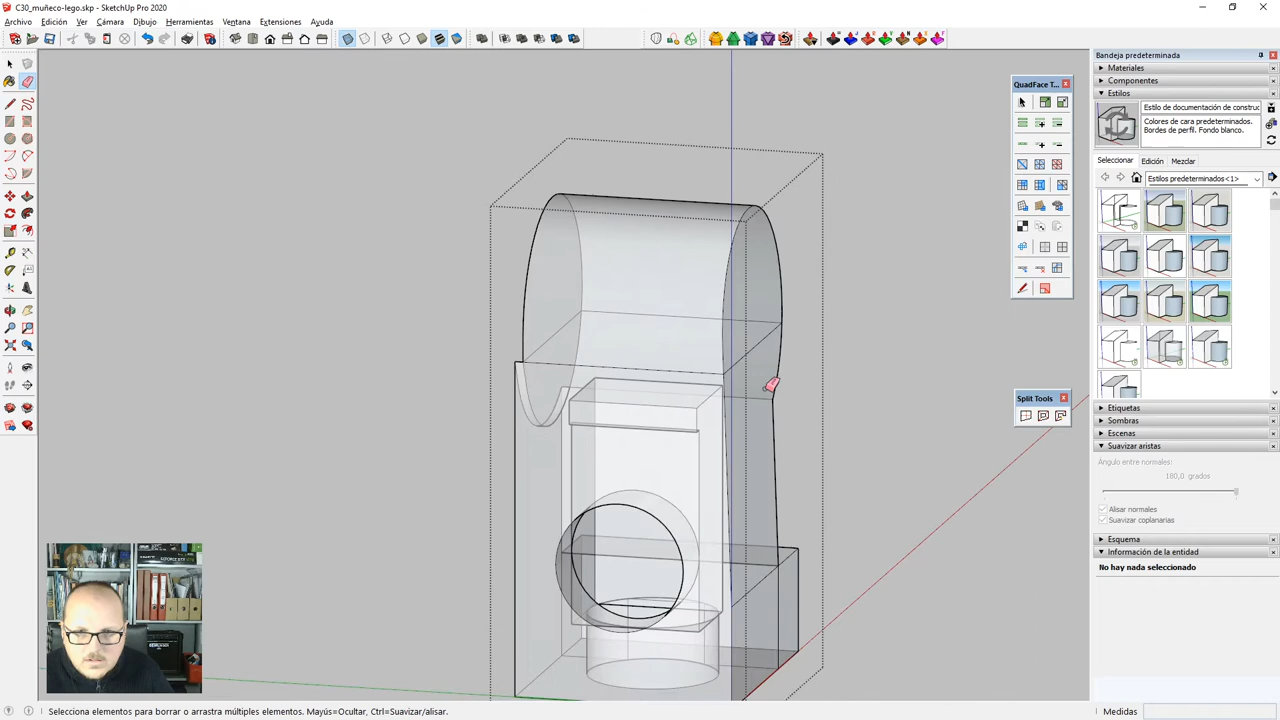 C30_muñeco-lego.skp - SketchUp Pro 2020
Archivo Edición Ver Cámara Dibujo Herramientas Ventana Extensiones Ayuda
Bandeja predeterminada
Materiales
Componentes
Estilos
Estilo de documentación de construc
Colores de cara predeterminados.
Bordes de perfil. Fondo blanco.
Seleccionar Edición Mezclar
Estilos predeterminados<1>
QuadFace T...
Split Tools
Etiquetas
Sombras
Escenas
Suavizar aristas
Ángulo entre normales:
180,0 grados
Alisar normales
Suavizar coplanarias
Esquema
Información de la entidad
No hay nada seleccionado
Selecciona elementos para borrar o arrastra múltiples elementos. Mayús=Ocultar, Ctrl=Suavizar/alisar.
Medidas